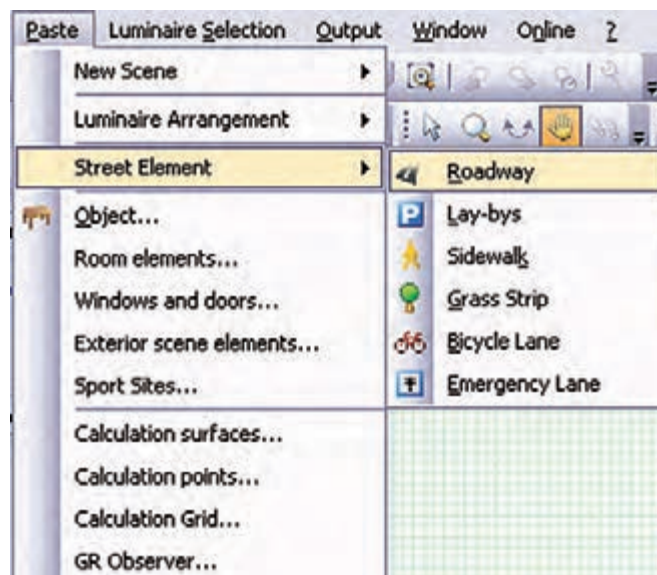 Paste Luminaire Selection Output Window Online ?
New Scene
Luminaire Arrangement
Street Element
Object...
Room elements...
Windows and doors...
Exterior scene elements...
Sport Sites...
Calculation surfaces...
Calculation points...
Calculation Grid...
GR Observer...
Roadway
P Lay-bys
Sidewalk
Grass Strip
Bicycle Lane
Emergency Lane